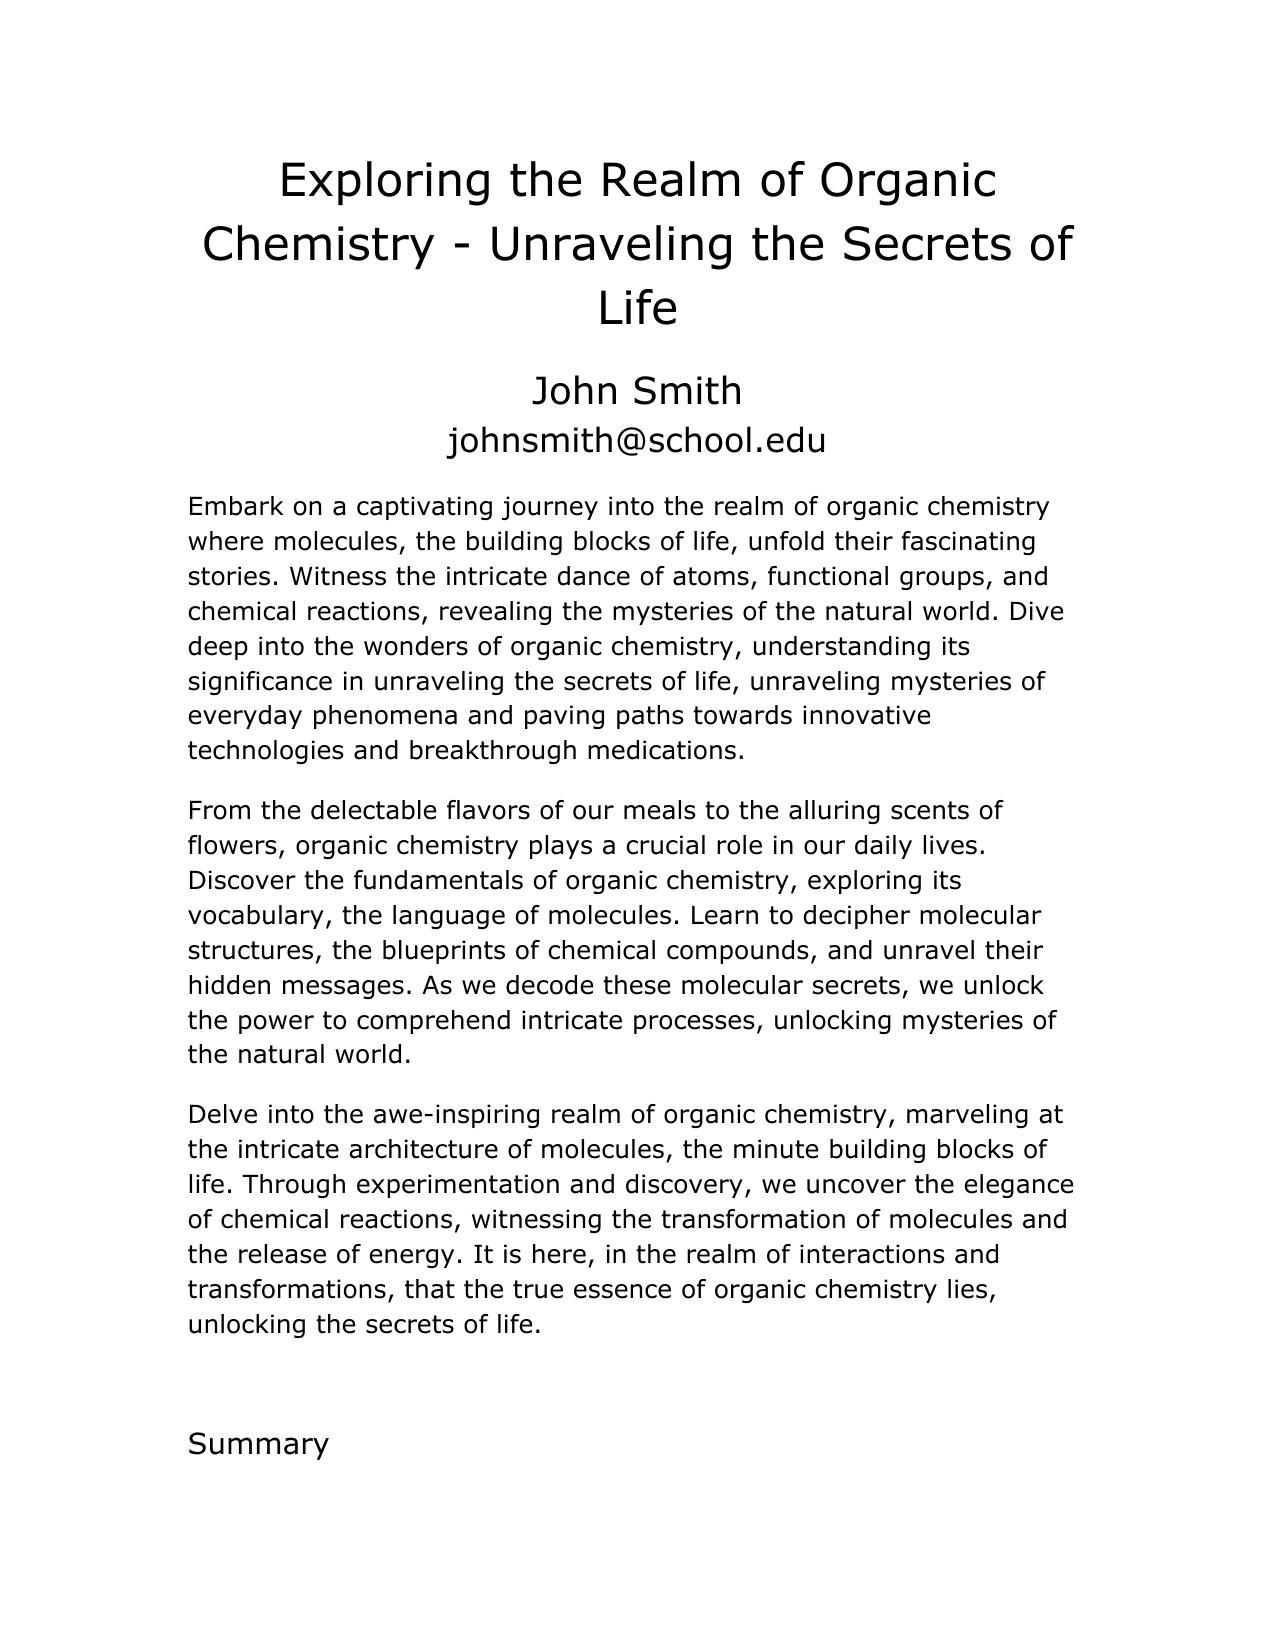 Exploring the Realm of Organic
Chemistry - Unraveling the Secrets of
Life
John Smith
johnsmith@school.edu
Embark on a captivating journey into the realm of organic chemistry
where molecules, the building blocks of life, unfold their fascinating
stories. Witness the intricate dance of atoms, functional groups, and
chemical reactions, revealing the mysteries of the natural world. Dive
deep into the wonders of organic chemistry, understanding its
significance in unraveling the secrets of life, unraveling mysteries of
everyday phenomena and paving paths towards innovative
technologies and breakthrough medications.
From the delectable flavors of our meals to the alluring scents of
flowers, organic chemistry plays a crucial role in our daily lives.
Discover the fundamentals of organic chemistry, exploring its
vocabulary, the language of molecules. Learn to decipher molecular
structures, the blueprints of chemical compounds, and unravel their
hidden messages. As we decode these molecular secrets, we unlock
the power to comprehend intricate processes, unlocking mysteries of
the natural world.
Delve into the awe-inspiring realm of organic chemistry, marveling at
the intricate architecture of molecules, the minute building blocks of
life. Through experimentation and discovery, we uncover the elegance
of chemical reactions, witnessing the transformation of molecules and
the release of energy. It is here, in the realm of interactions and
transformations, that the true essence of organic chemistry lies,
unlocking the secrets of life.
Summary